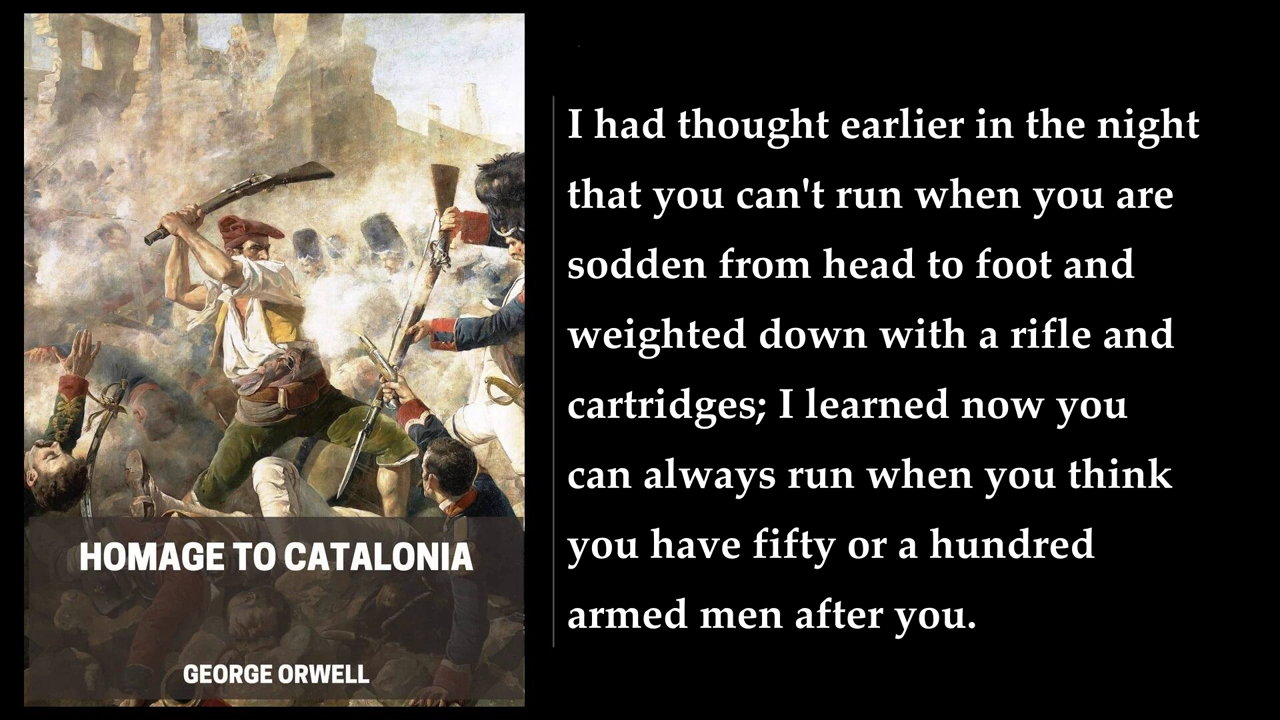 HOMAGE TO CATALONIA
GEORGE ORWELL
I had thought earlier in the night
that you can't run when you are
sodden from head to foot and
weighted down with a rifle and
cartridges; I learned now you
can always run when you think
you have fifty or a hundred
armed men after you.